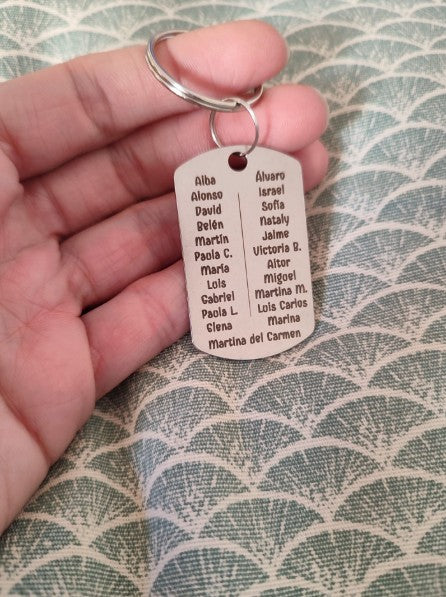 Alba
Alonso
David
Belén
Martín
Paola C.
María
Lois
Gabriel
Paola L.
Elena
Álvaro
Israel
Sofía
Nataly
Jaime
Victoria B.
Aitor
Miguel
Martina M.
Luis Carlos
Marina
Martina del Carmen